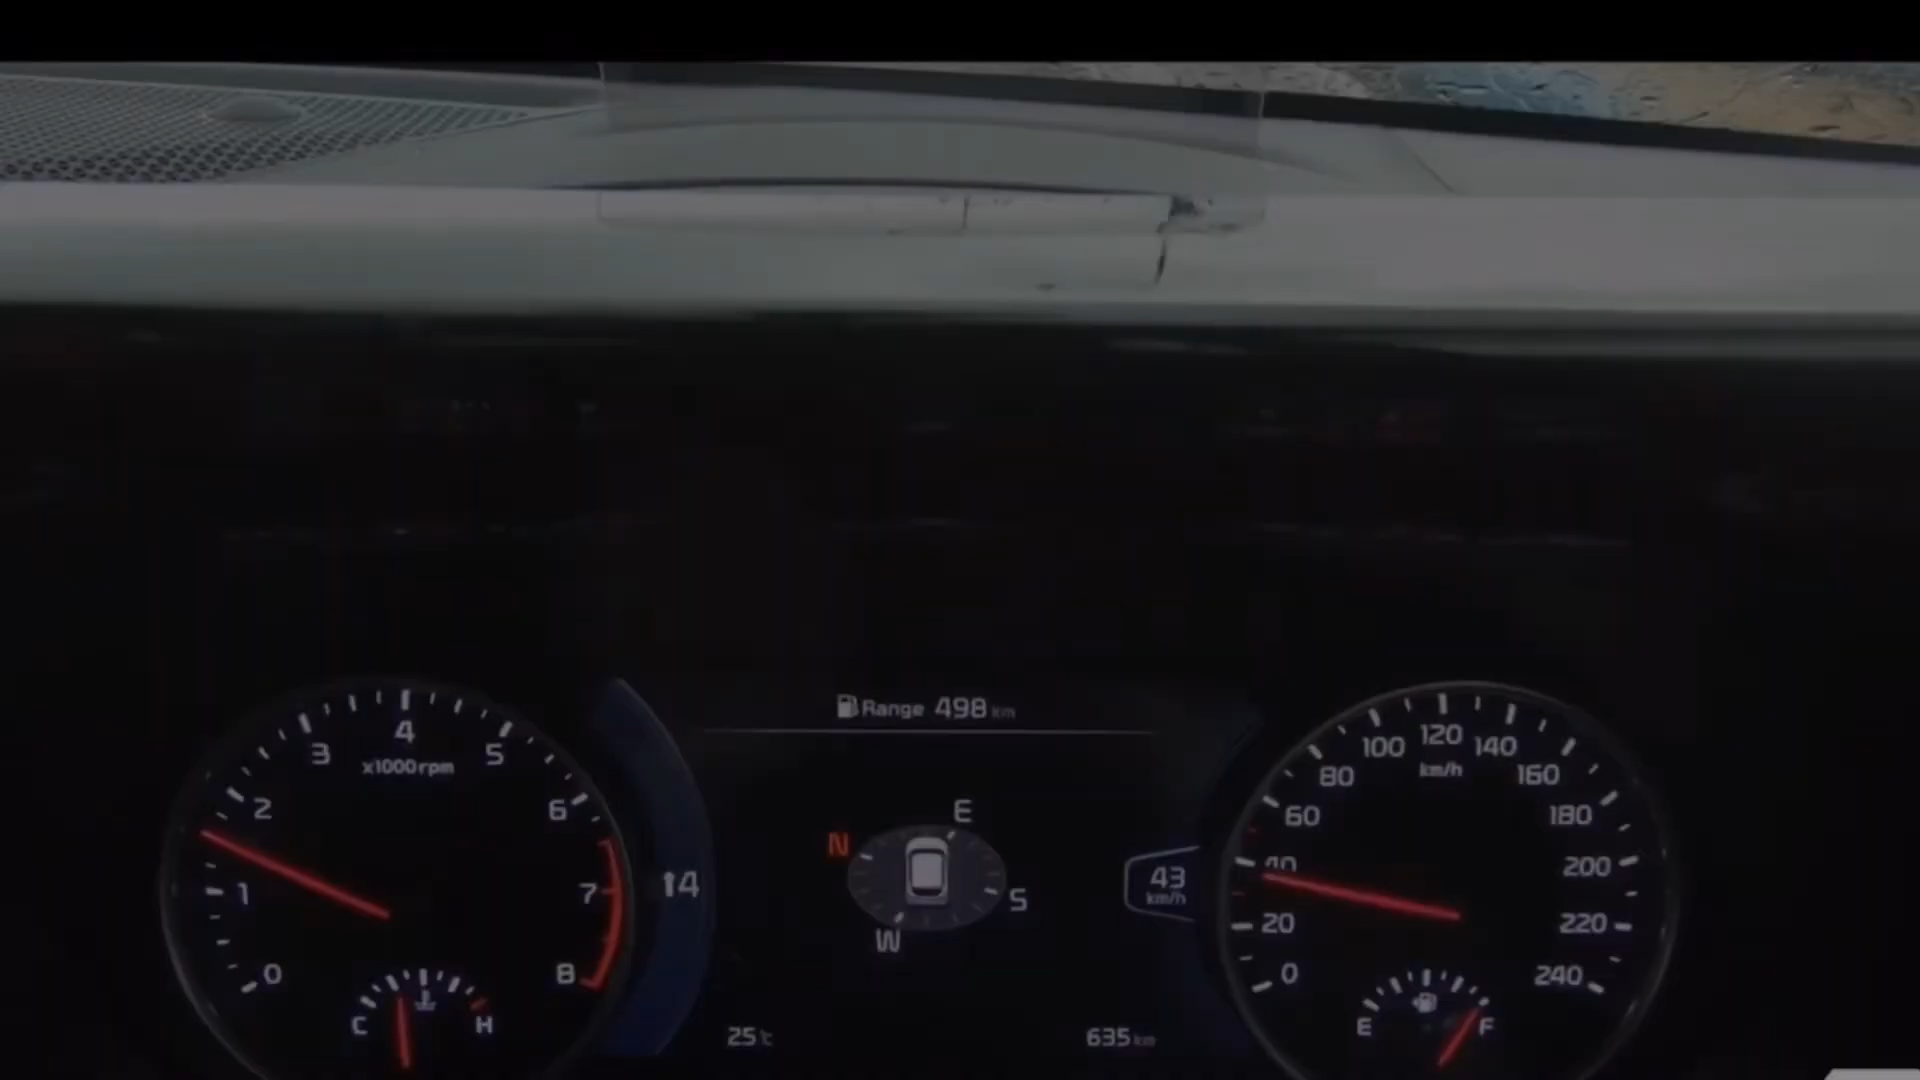 Range 498 km
0 1 2 3 4 5 6 7 8
x1000rpm
C H
14
N E S W
43
km/h
0 20 40 60 80 100 120 140 160 180 200 220 240
km/h
E F
25℃
635 km